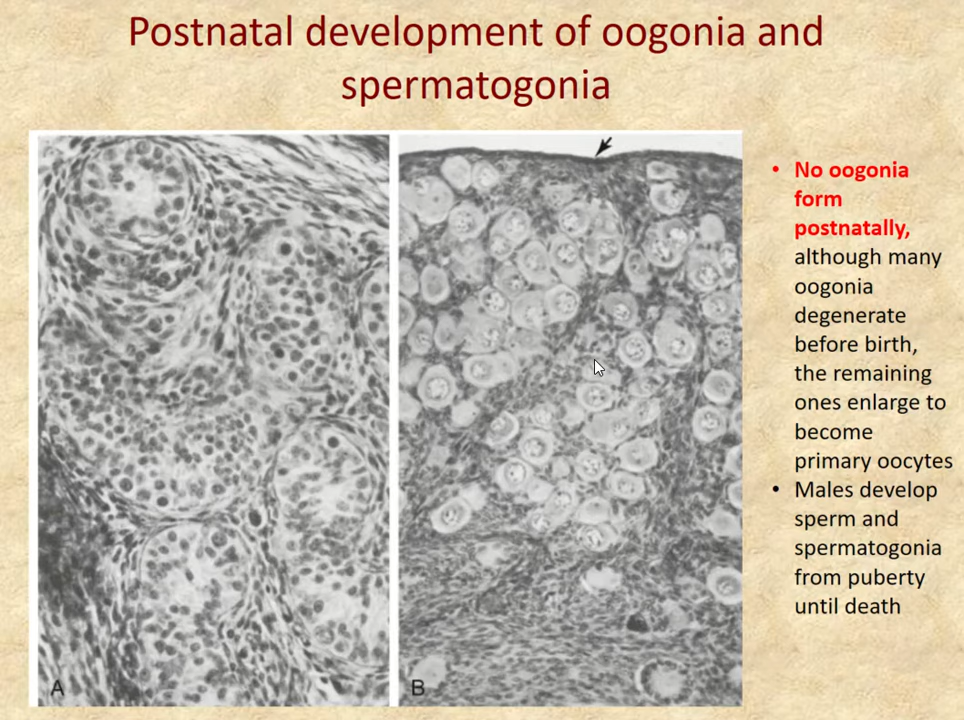 Postnatal development of oogonia and
spermatogonia
• No oogonia
form
postnatally,
although many
oogonia
degenerate
before birth,
the remaining
ones enlarge to
become
primary oocytes
• Males develop
sperm and
spermatogonia
from puberty
until death
A
B